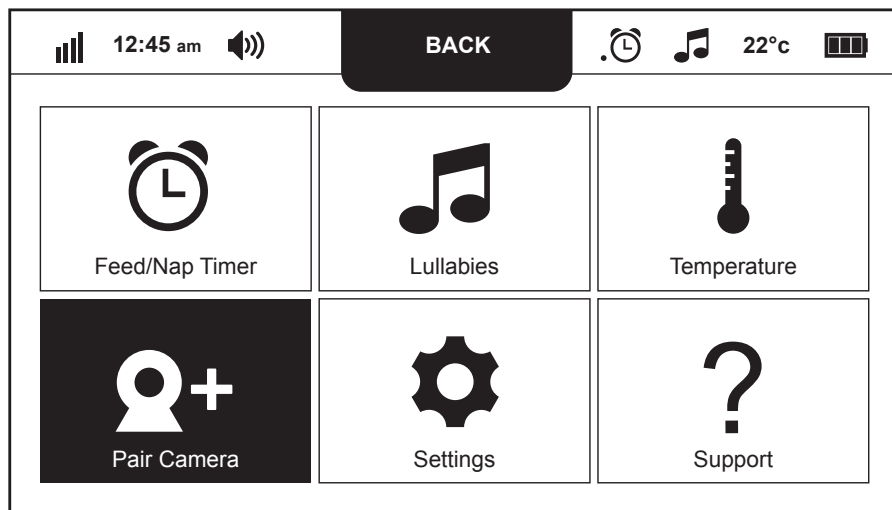 12:45 am BACK 22°c
Feed/Nap Timer Lullabies Temperature
Pair Camera Settings Support